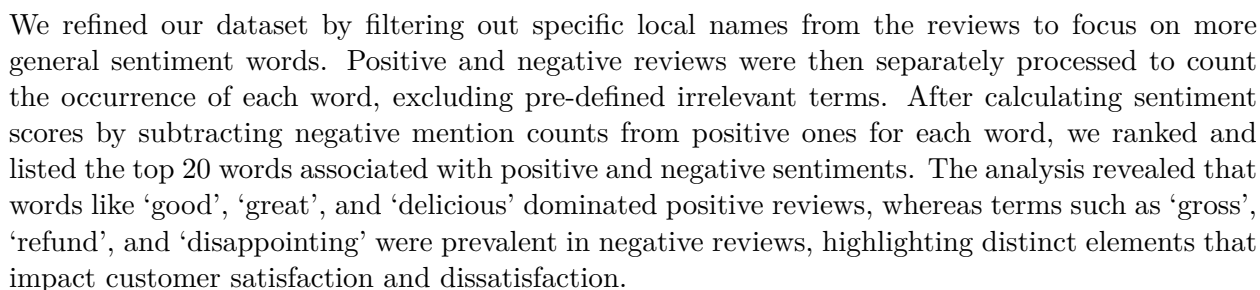 We refined our dataset by filtering out specific local names from the reviews to focus on more
general sentiment words. Positive and negative reviews were then separately processed to count
the occurrence of each word, excluding pre-defined irrelevant terms. After calculating sentiment
scores by subtracting negative mention counts from positive ones for each word, we ranked and
listed the top 20 words associated with positive and negative sentiments. The analysis revealed that
words like ‘good’, ‘great’, and ‘delicious’ dominated positive reviews, whereas terms such as ‘gross’,
‘refund’, and ‘disappointing’ were prevalent in negative reviews, highlighting distinct elements that
impact customer satisfaction and dissatisfaction.